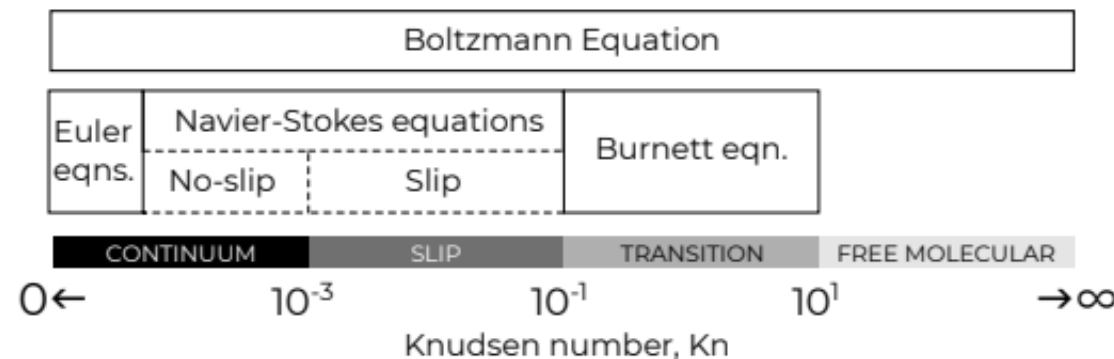 Boltzmann Equation
Euler
eqns.
Navier-Stokes equations
No-slip
Slip
Burnett eqn.
CONTINUUM SLIP TRANSITION FREE MOLECULAR
0← 10⁻³ 10⁻¹ 10¹ →∞
Knudsen number, Kn